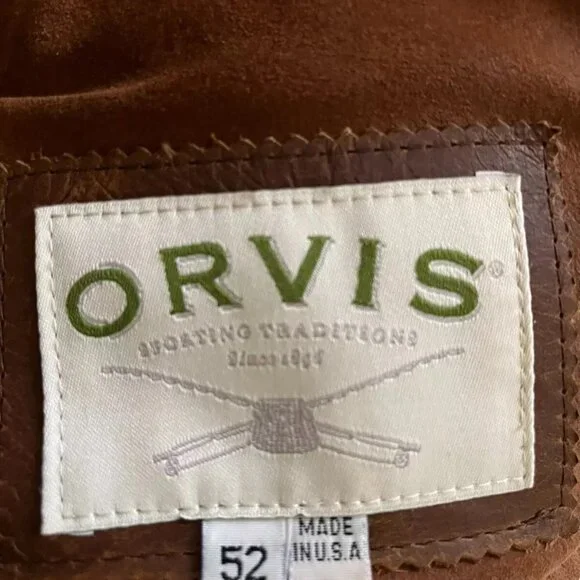 ORVIS®
SPORTING TRADITIONS
Since 1856
52
MADE
IN U.S.A